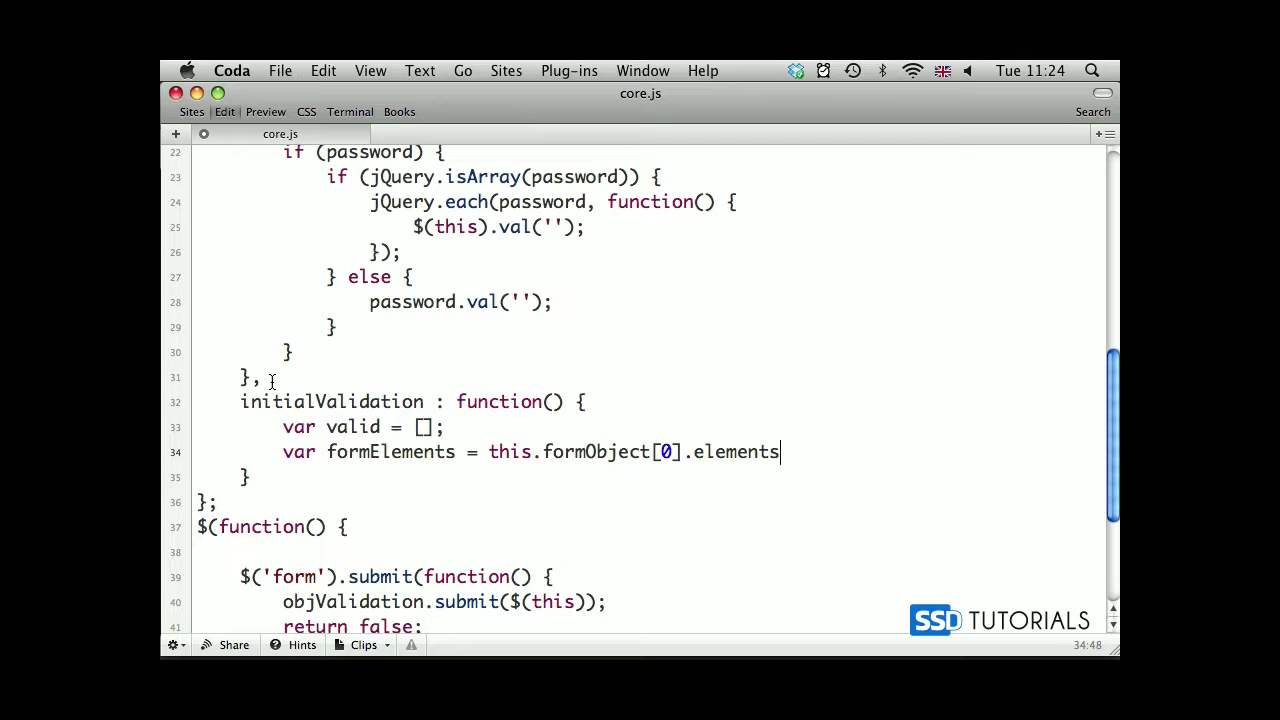 Coda File Edit View Text Go Sites Plug-ins Window Help Tue 11:24
core.js
Sites Edit Preview CSS Terminal Books Search
+ core.js +
22 if (password) {
23 if (jQuery.isArray(password)) {
24 jQuery.each(password, function() {
25 $(this).val('');
26 });
27 } else {
28 password.val('');
29 }
30 }
31 },
32 initialValidation : function() {
33 var valid = [];
34 var formElements = this.formObject[0].elements
35 }
36 };
37 $(function() {
38
39 $('form').submit(function() {
40 objValidation.submit($(this));
41 return false;
SSD TUTORIALS
Share Hints Clips 34:48